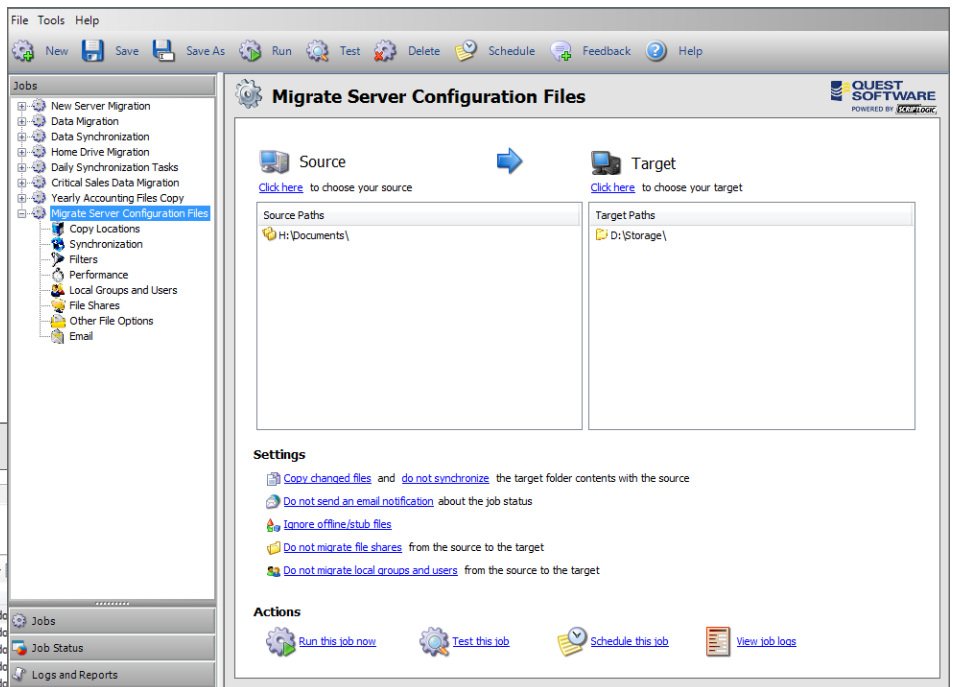 File Tools Help
New Save Save As Run Test Delete Schedule Feedback Help
Jobs
New Server Migration
Data Migration
Data Synchronization
Home Drive Migration
Daily Synchronization Tasks
Critical Sales Data Migration
Yearly Accounting Files Copy
Migrate Server Configuration Files
Copy Locations
Synchronization
Filters
Performance
Local Groups and Users
File Shares
Other File Options
Email
Jobs
Job Status
Logs and Reports
Migrate Server Configuration Files
QUEST
SOFTWARE
POWERED BY SCRIPTLOGIC
Source
Click here to choose your source
Source Paths
H:\Documents\
Target
Click here to choose your target
Target Paths
D:\Storage\
Settings
Copy changed files and do not synchronize the target folder contents with the source
Do not send an email notification about the job status
Ignore offline/stub files
Do not migrate file shares from the source to the target
Do not migrate local groups and users from the source to the target
Actions
Run this job now Test this job Schedule this job View job logs